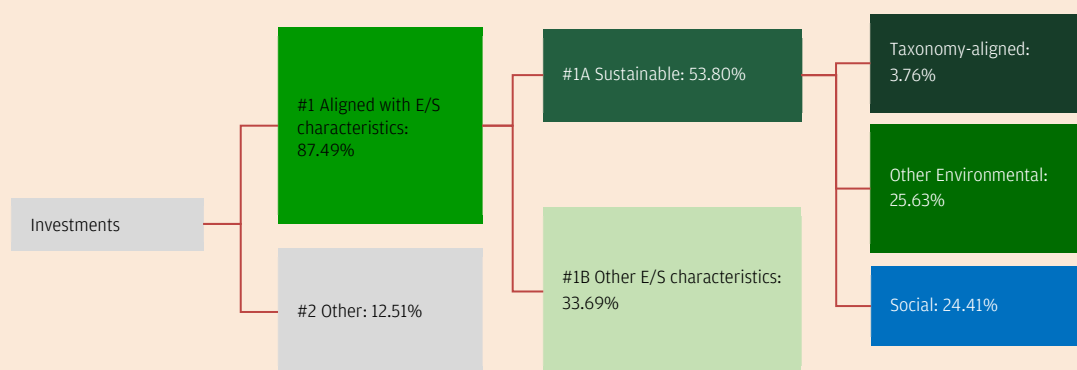 Investments
#1 Aligned with E/S
characteristics:
87.49%
#2 Other: 12.51%
#1A Sustainable: 53.80%
#1B Other E/S characteristics:
33.69%
Taxonomy-aligned:
3.76%
Other Environmental:
25.63%
Social: 24.41%